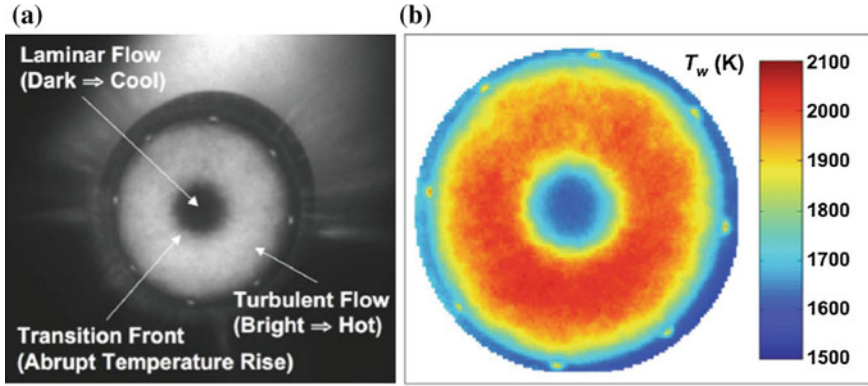 (a)
Laminar Flow
(Dark ⇒ Cool)
Turbulent Flow
(Bright ⇒ Hot)
Transition Front
(Abrupt Temperature Rise)
(b)
T_w (K)
2100
2000
1900
1800
1700
1600
1500